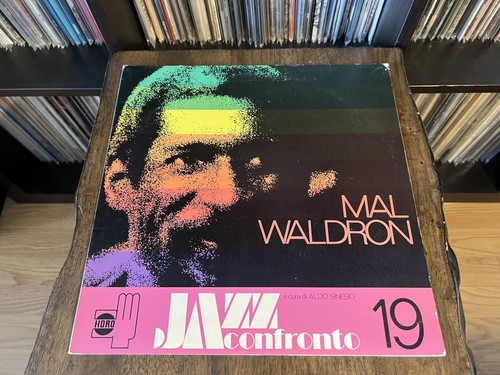 MAL
WALDRON
a cura di ALDO SINESIO
HORO
JAZZ
a confronto
19